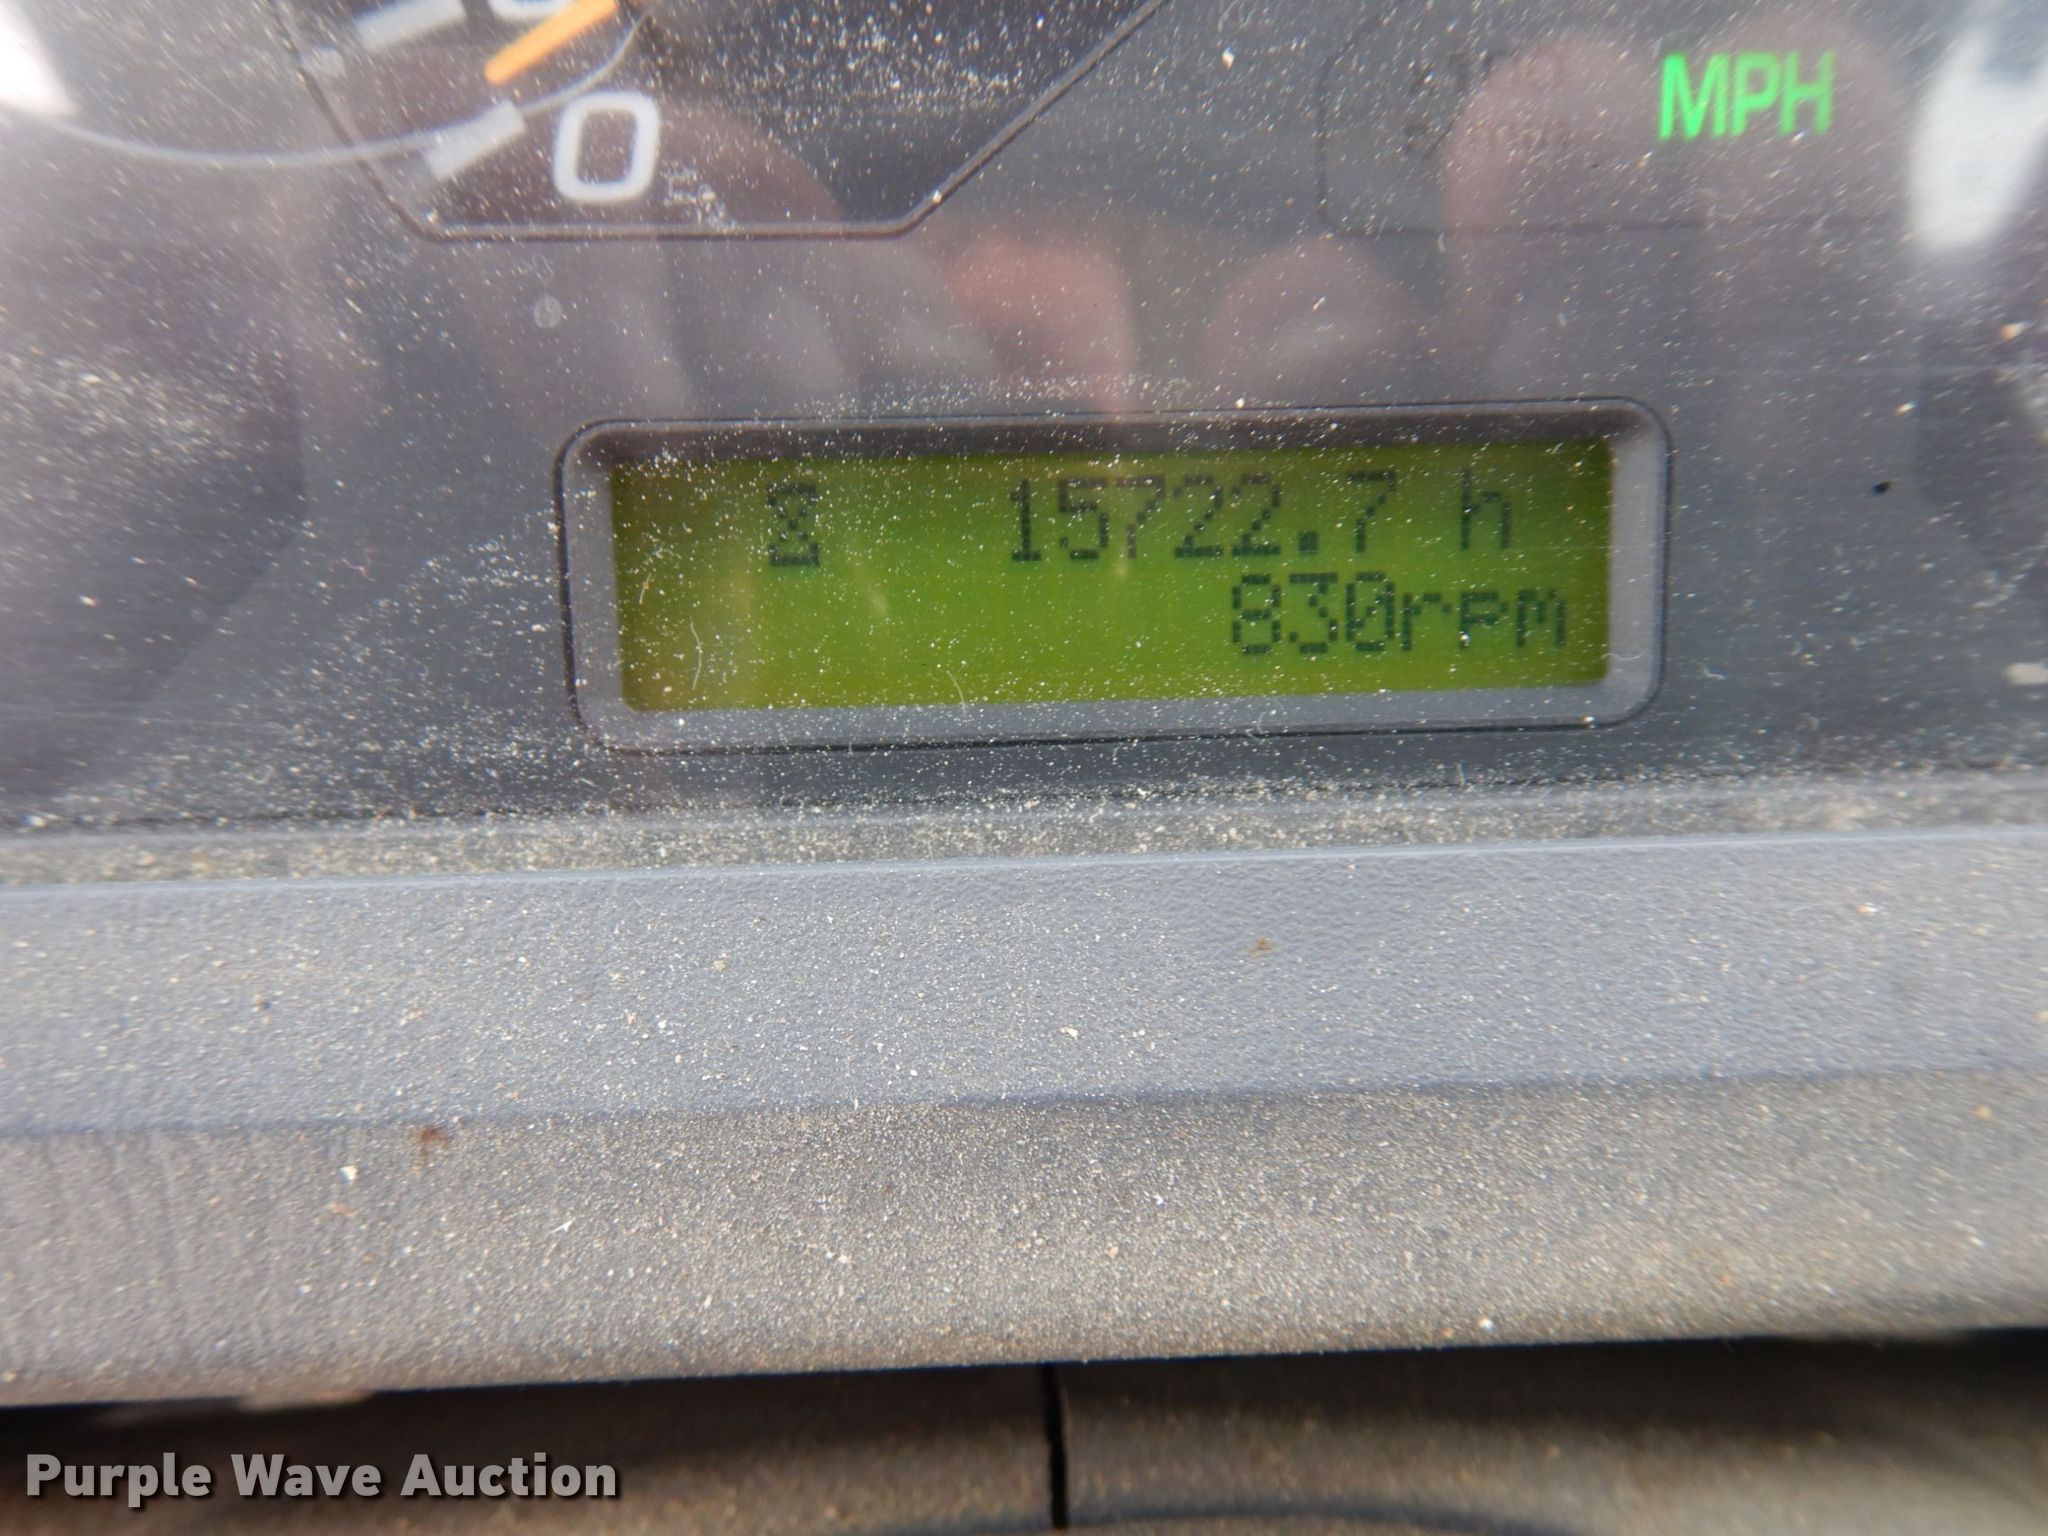 0
MPH
15722.7 h
830rpm
Purple Wave Auction